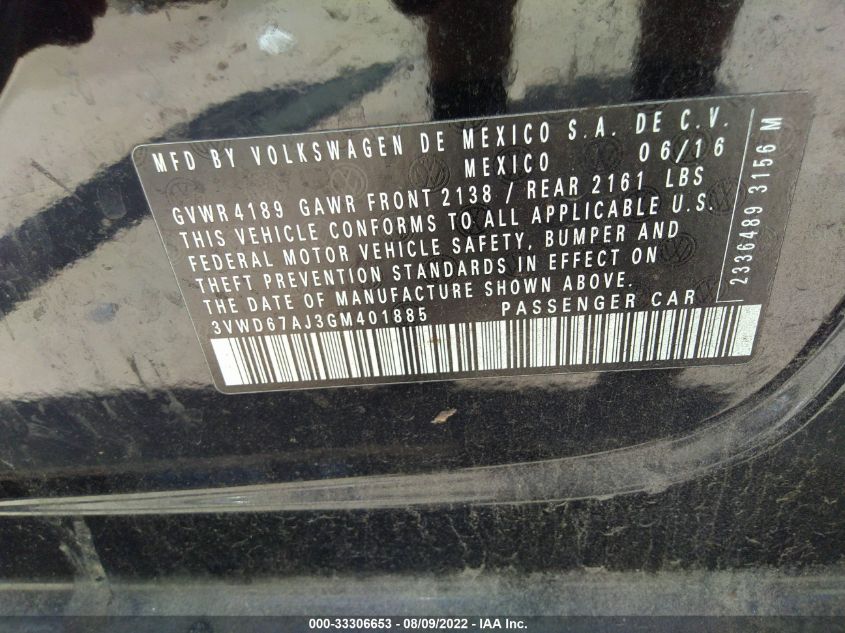 MFD BY VOLKSWAGEN DE MEXICO S.A. DE C.V.
MEXICO 06/16
GVWR 4189 GAWR FRONT 2138 / REAR 2161 LBS
THIS VEHICLE CONFORMS TO ALL APPLICABLE U.S.
FEDERAL MOTOR VEHICLE SAFETY, BUMPER AND
THEFT PREVENTION STANDARDS IN EFFECT ON
THE DATE OF MANUFACTURE SHOWN ABOVE.
3VWD67AJ3GM401885 PASSENGER CAR
2336489 3156 M
000-33306653 - 08/09/2022 - IAA Inc.